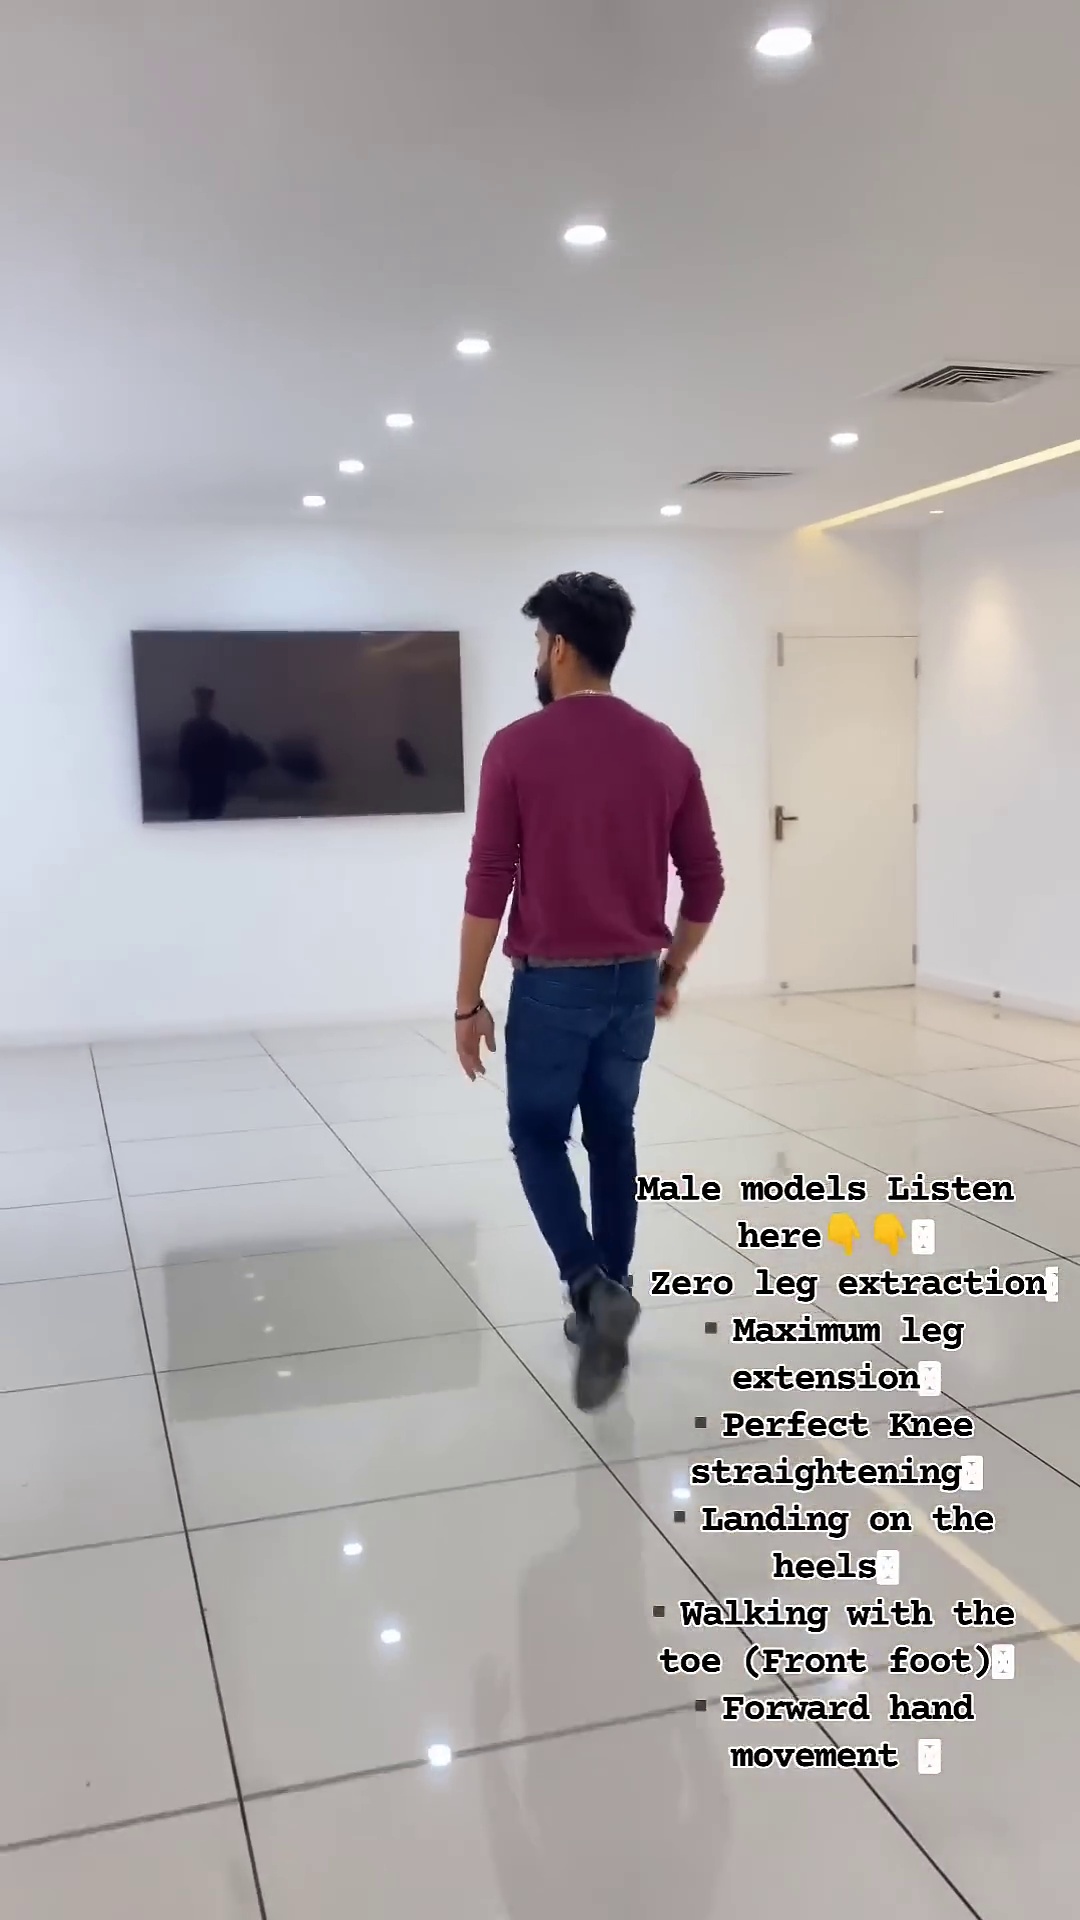 Male models Listen
here👇👇
▪ Zero leg extraction
▪Maximum leg
extension
▪Perfect Knee
straightening
▪Landing on the
heels
▪Walking with the
toe (Front foot)
▪Forward hand
movement